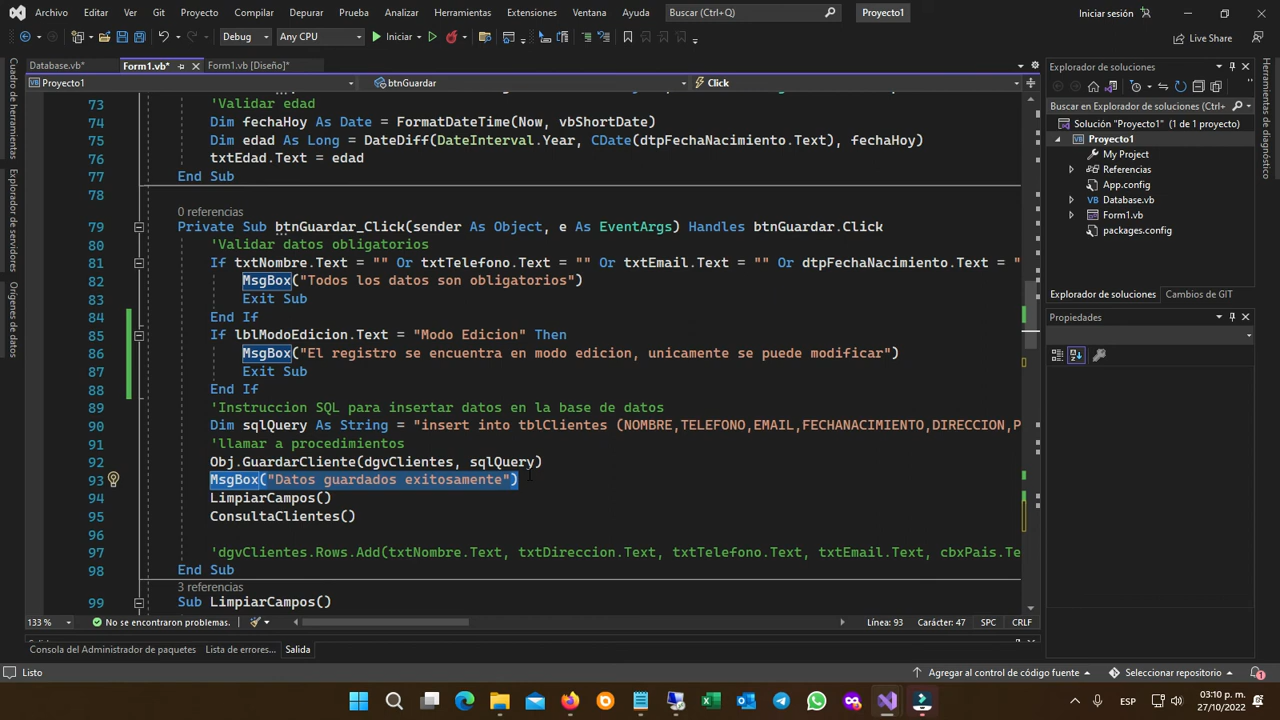 Archivo Editar Ver Git Proyecto Compilar Depurar Prueba Analizar Herramientas Extensiones Ventana Ayuda Buscar (Ctrl+Q) Proyecto1 Iniciar sesión
Debug Any CPU Iniciar Live Share
Database.vb* Form1.vb* Form1.vb [Diseño]*
Proyecto1 btnGuardar Click
73 'Validar edad
74 Dim fechaHoy As Date = FormatDateTime(Now, vbShortDate)
75 Dim edad As Long = DateDiff(DateInterval.Year, CDate(dtpFechaNacimiento.Text), fechaHoy)
76 txtEdad.Text = edad
77 End Sub
78
0 referencias
79 Private Sub btnGuardar_Click(sender As Object, e As EventArgs) Handles btnGuardar.Click
80 'Validar datos obligatorios
81 If txtNombre.Text = "" Or txtTelefono.Text = "" Or txtEmail.Text = "" Or dtpFechaNacimiento.Text = "
82 MsgBox("Todos los datos son obligatorios")
83 Exit Sub
84 End If
85 If lblModoEdicion.Text = "Modo Edicion" Then
86 MsgBox("El registro se encuentra en modo edicion, unicamente se puede modificar")
87 Exit Sub
88 End If
89 'Instruccion SQL para insertar datos en la base de datos
90 Dim sqlQuery As String = "insert into tblClientes (NOMBRE,TELEFONO,EMAIL,FECHANACIMIENTO,DIRECCION,P
91 'llamar a procedimientos
92 Obj.GuardarCliente(dgvClientes, sqlQuery)
93 MsgBox("Datos guardados exitosamente")
94 LimpiarCampos()
95 ConsultaClientes()
96
97 'dgvClientes.Rows.Add(txtNombre.Text, txtDireccion.Text, txtTelefono.Text, txtEmail.Text, cbxPais.Te
98 End Sub
3 referencias
99 Sub LimpiarCampos()
133 % No se encontraron problemas. Línea: 93 Carácter: 47 SPC CRLF
Consola del Administrador de paquetes Lista de errores... Salida
Cuadro de herramientas
Explorador de servidores
Orígenes de datos
Explorador de soluciones
Buscar en Explorador de soluciones (Ctrl+
Solución "Proyecto1" (1 de 1 proyecto)
Proyecto1
My Project
Referencias
App.config
Database.vb
Form1.vb
packages.config
Explorador de soluciones Cambios de GIT
Propiedades
Herramientas de diagnóstico
Listo Agregar al control de código fuente Seleccionar repositorio 1
ESP 03:10 p. m.
27/10/2022